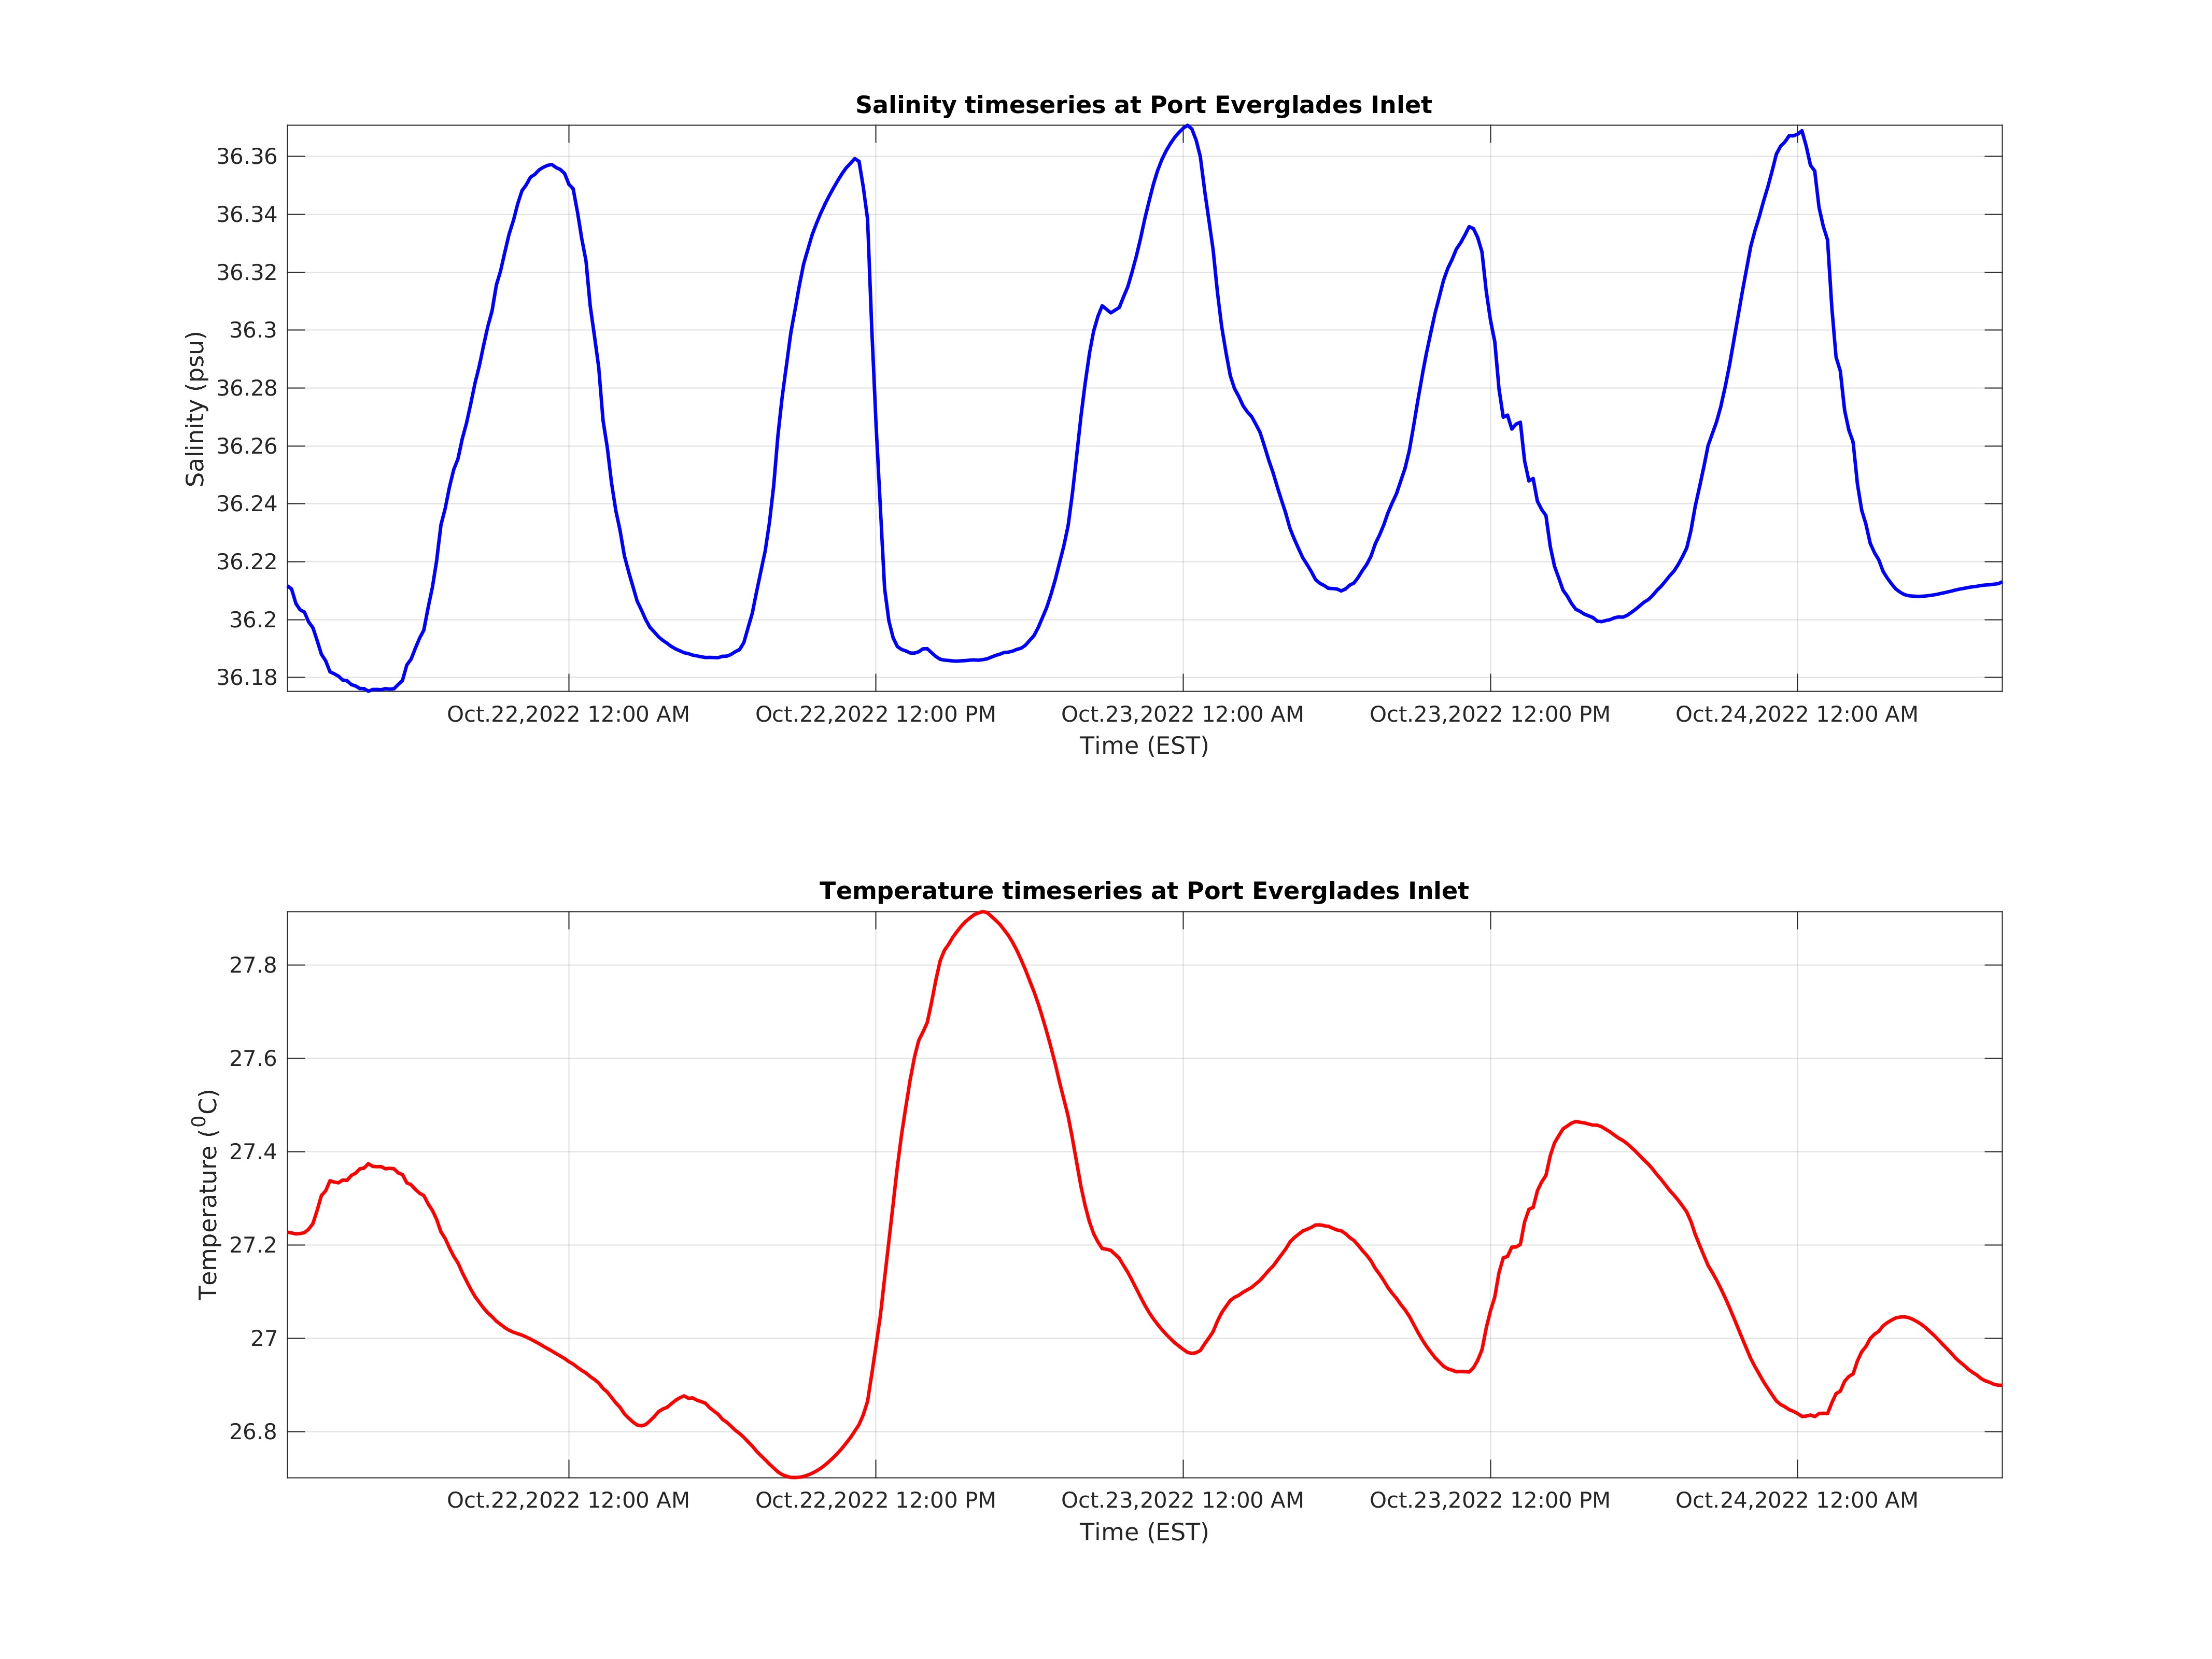 Salinity timeseries at Port Everglades Inlet
36.36
36.34
36.32
36.3
36.28
36.26
36.24
36.22
36.2
36.18
Salinity (psu)
Oct.22,2022 12:00 AM Oct.22,2022 12:00 PM Oct.23,2022 12:00 AM Oct.23,2022 12:00 PM Oct.24,2022 12:00 AM
Time (EST)
Temperature timeseries at Port Everglades Inlet
27.8
27.6
27.4
27.2
27
26.8
Temperature (⁰C)
Oct.22,2022 12:00 AM Oct.22,2022 12:00 PM Oct.23,2022 12:00 AM Oct.23,2022 12:00 PM Oct.24,2022 12:00 AM
Time (EST)